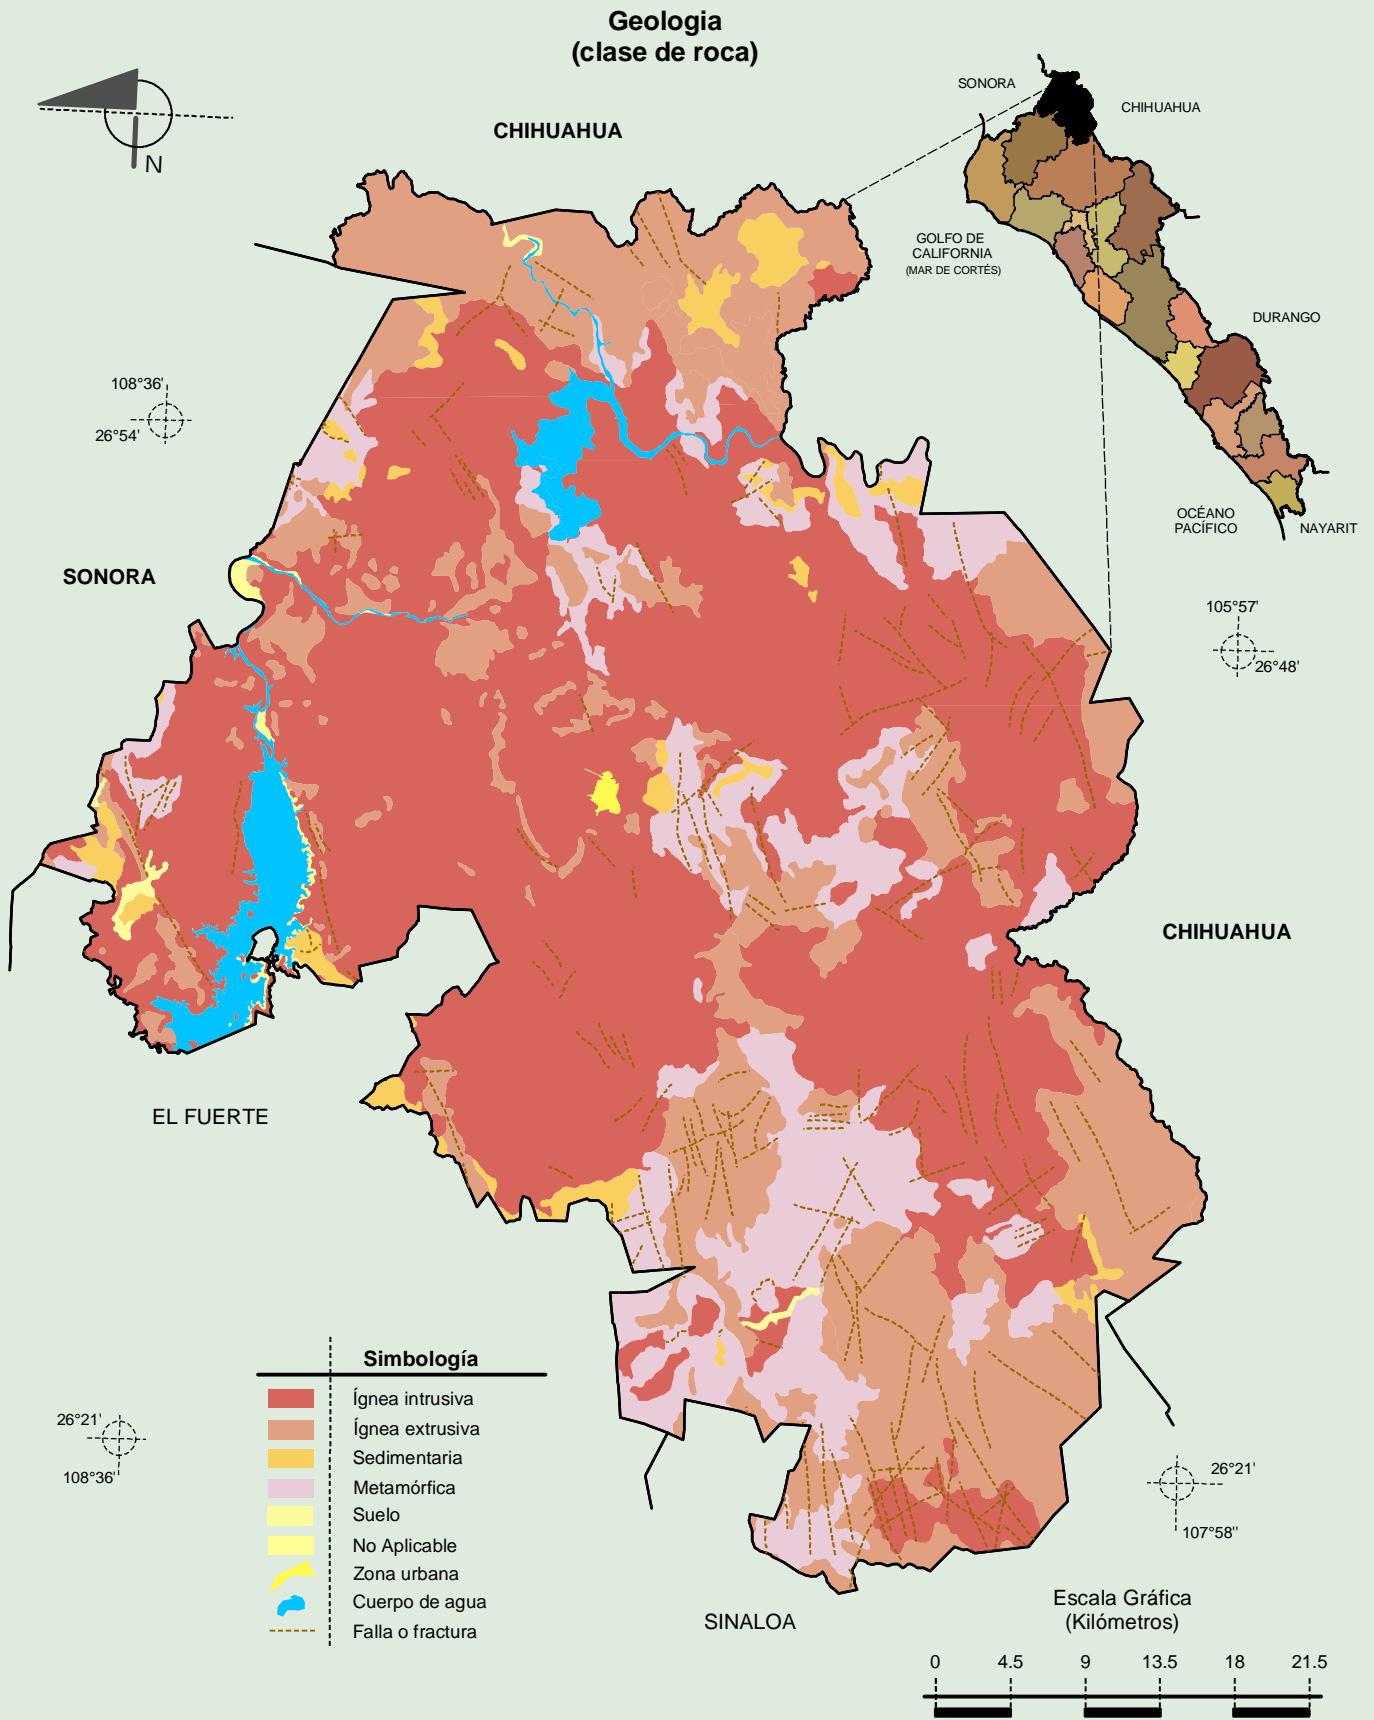 Geologia
(clase de roca)
SONORA
CHIHUAHUA
CHIHUAHUA
N
GOLFO DE
CALIFORNIA
(MAR DE CORTÉS)
DURANGO
108°36'
26°54'
OCÉANO
PACÍFICO
NAYARIT
SONORA
105°57'
26°48'
CHIHUAHUA
EL FUERTE
Simbología
Ígnea intrusiva
Ígnea extrusiva
Sedimentaria
Metamórfica
Suelo
No Aplicable
Zona urbana
Cuerpo de agua
Falla o fractura
26°21'
108°36'
26°21'
107°58''
SINALOA
Escala Gráfica
(Kilómetros)
0 4.5 9 13.5 18 21.5